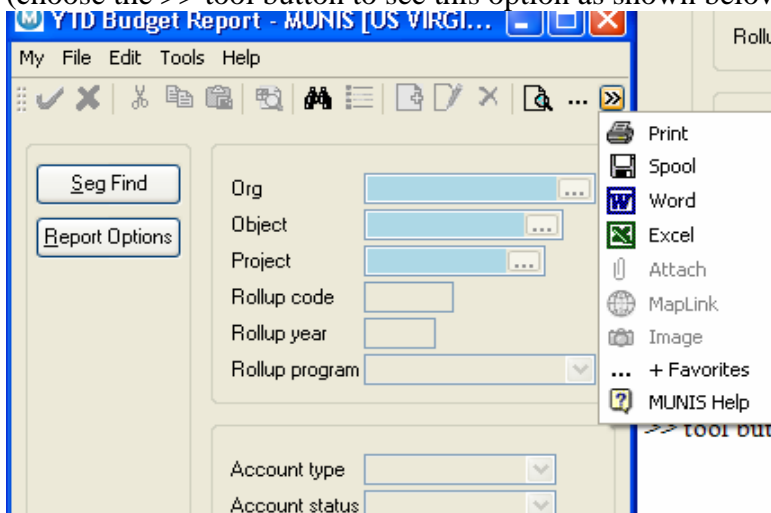 (choose the >> tool button to see this option as shown below
YTD Budget Report - MUNIS [US VIRGI...
My File Edit Tools Help
Rollu
Print
Spool
Word
Excel
Attach
MapLink
Image
... + Favorites
MUNIS Help
Seg Find
Report Options
Org
Object
Project
Rollup code
Rollup year
Rollup program
>> tool but
Account type
Account status